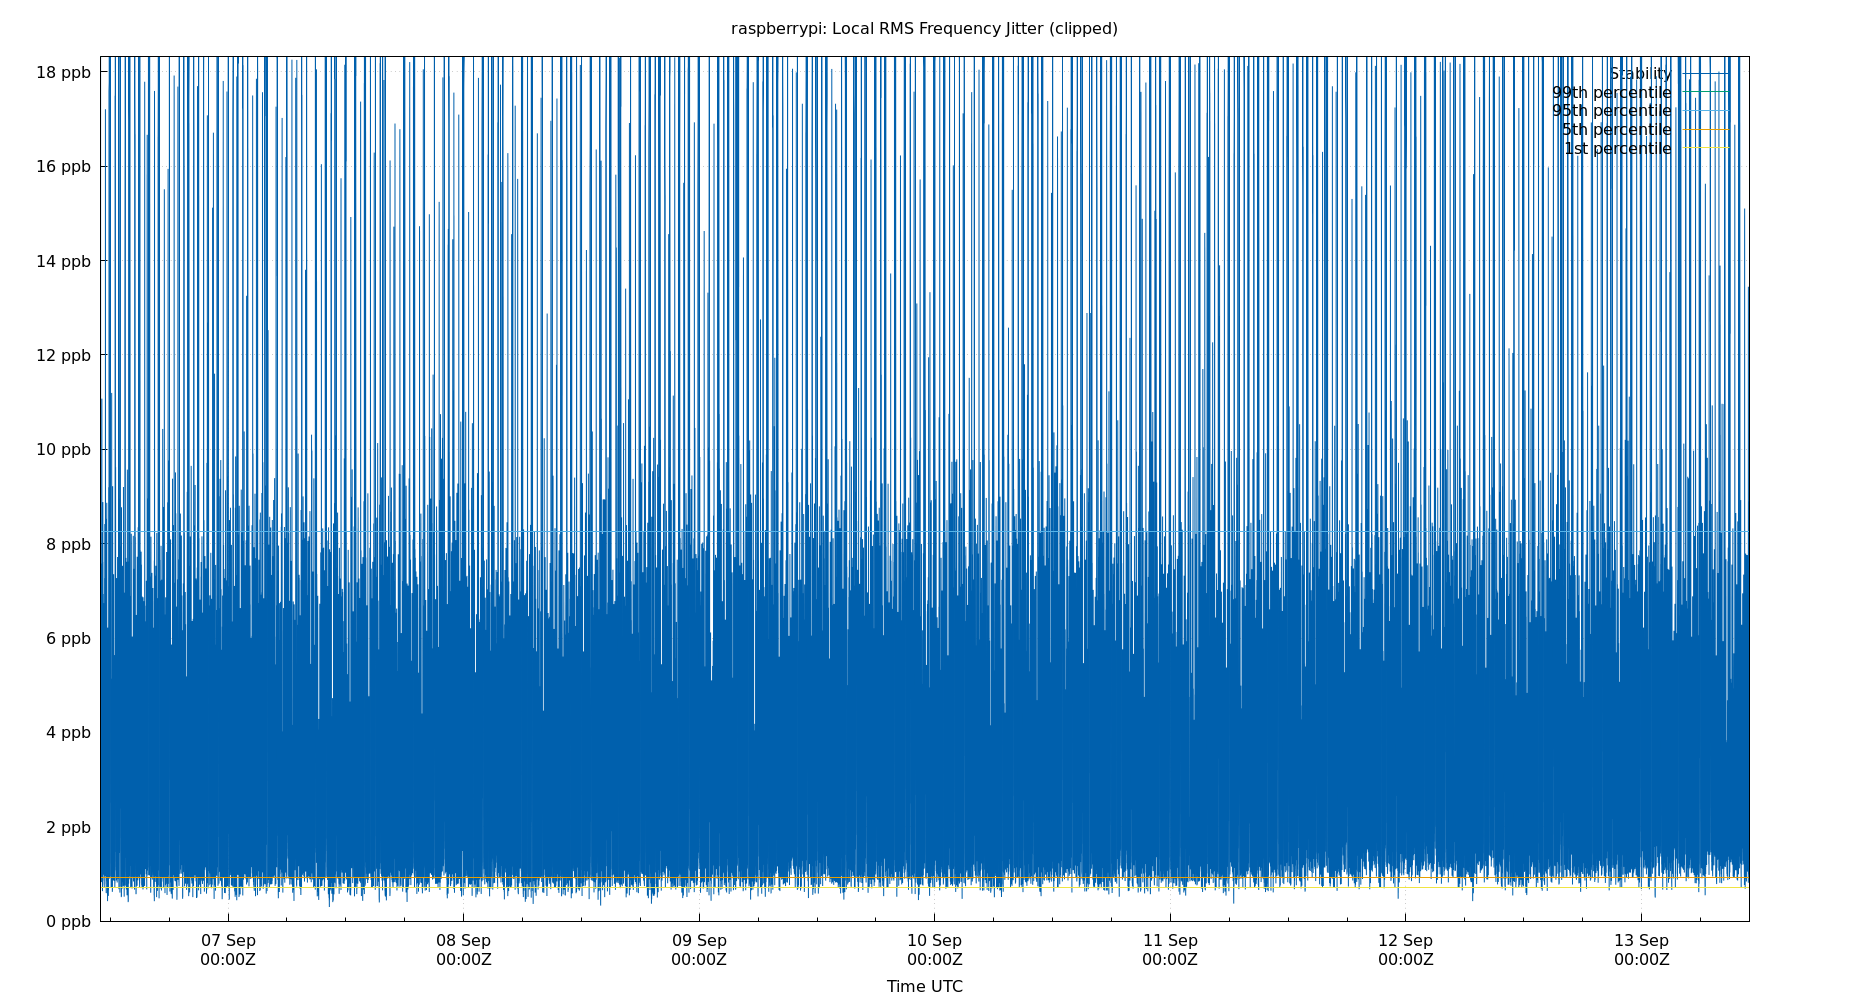 raspberrypi: Local RMS Frequency Jitter (clipped)
18 ppb
16 ppb
14 ppb
12 ppb
10 ppb
8 ppb
6 ppb
4 ppb
2 ppb
0 ppb
Stability
99th percentile
95th percentile
5th percentile
1st percentile
07 Sep 08 Sep 09 Sep 10 Sep 11 Sep 12 Sep 13 Sep
00:00Z 00:00Z 00:00Z 00:00Z 00:00Z 00:00Z 00:00Z
Time UTC